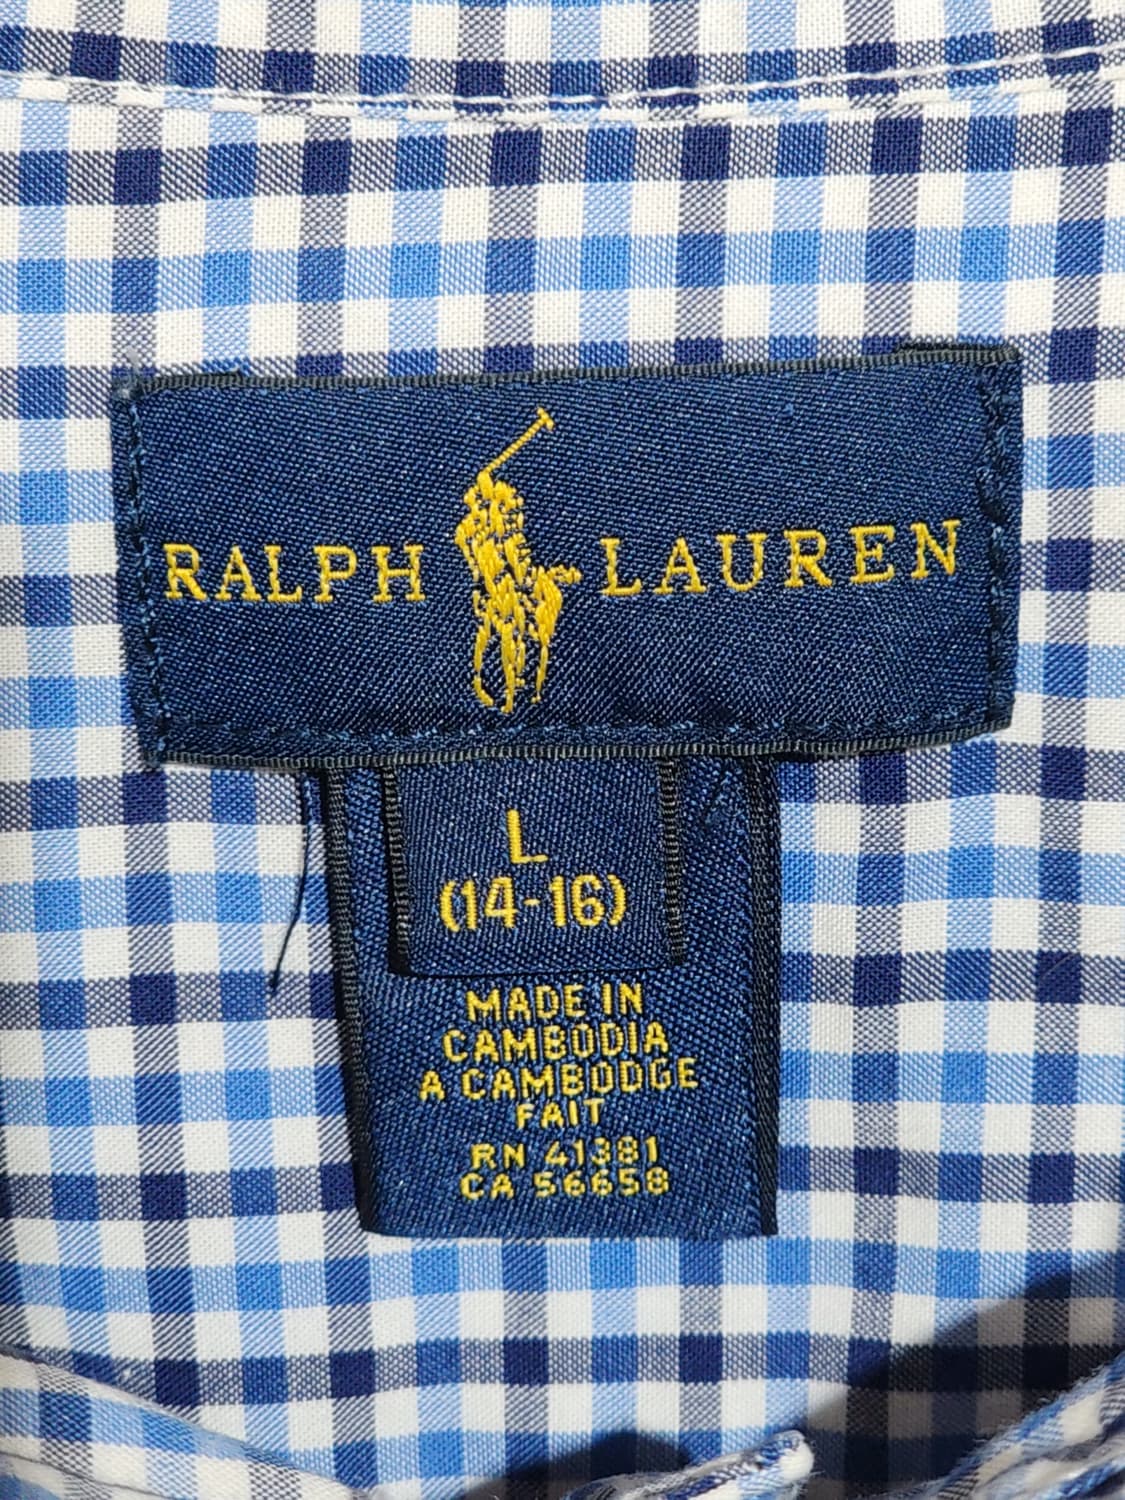 RALPH LAUREN
L
(14-16)
MADE IN
CAMBODIA
A CAMBODGE
FAIT
RN 41381
CA 56658